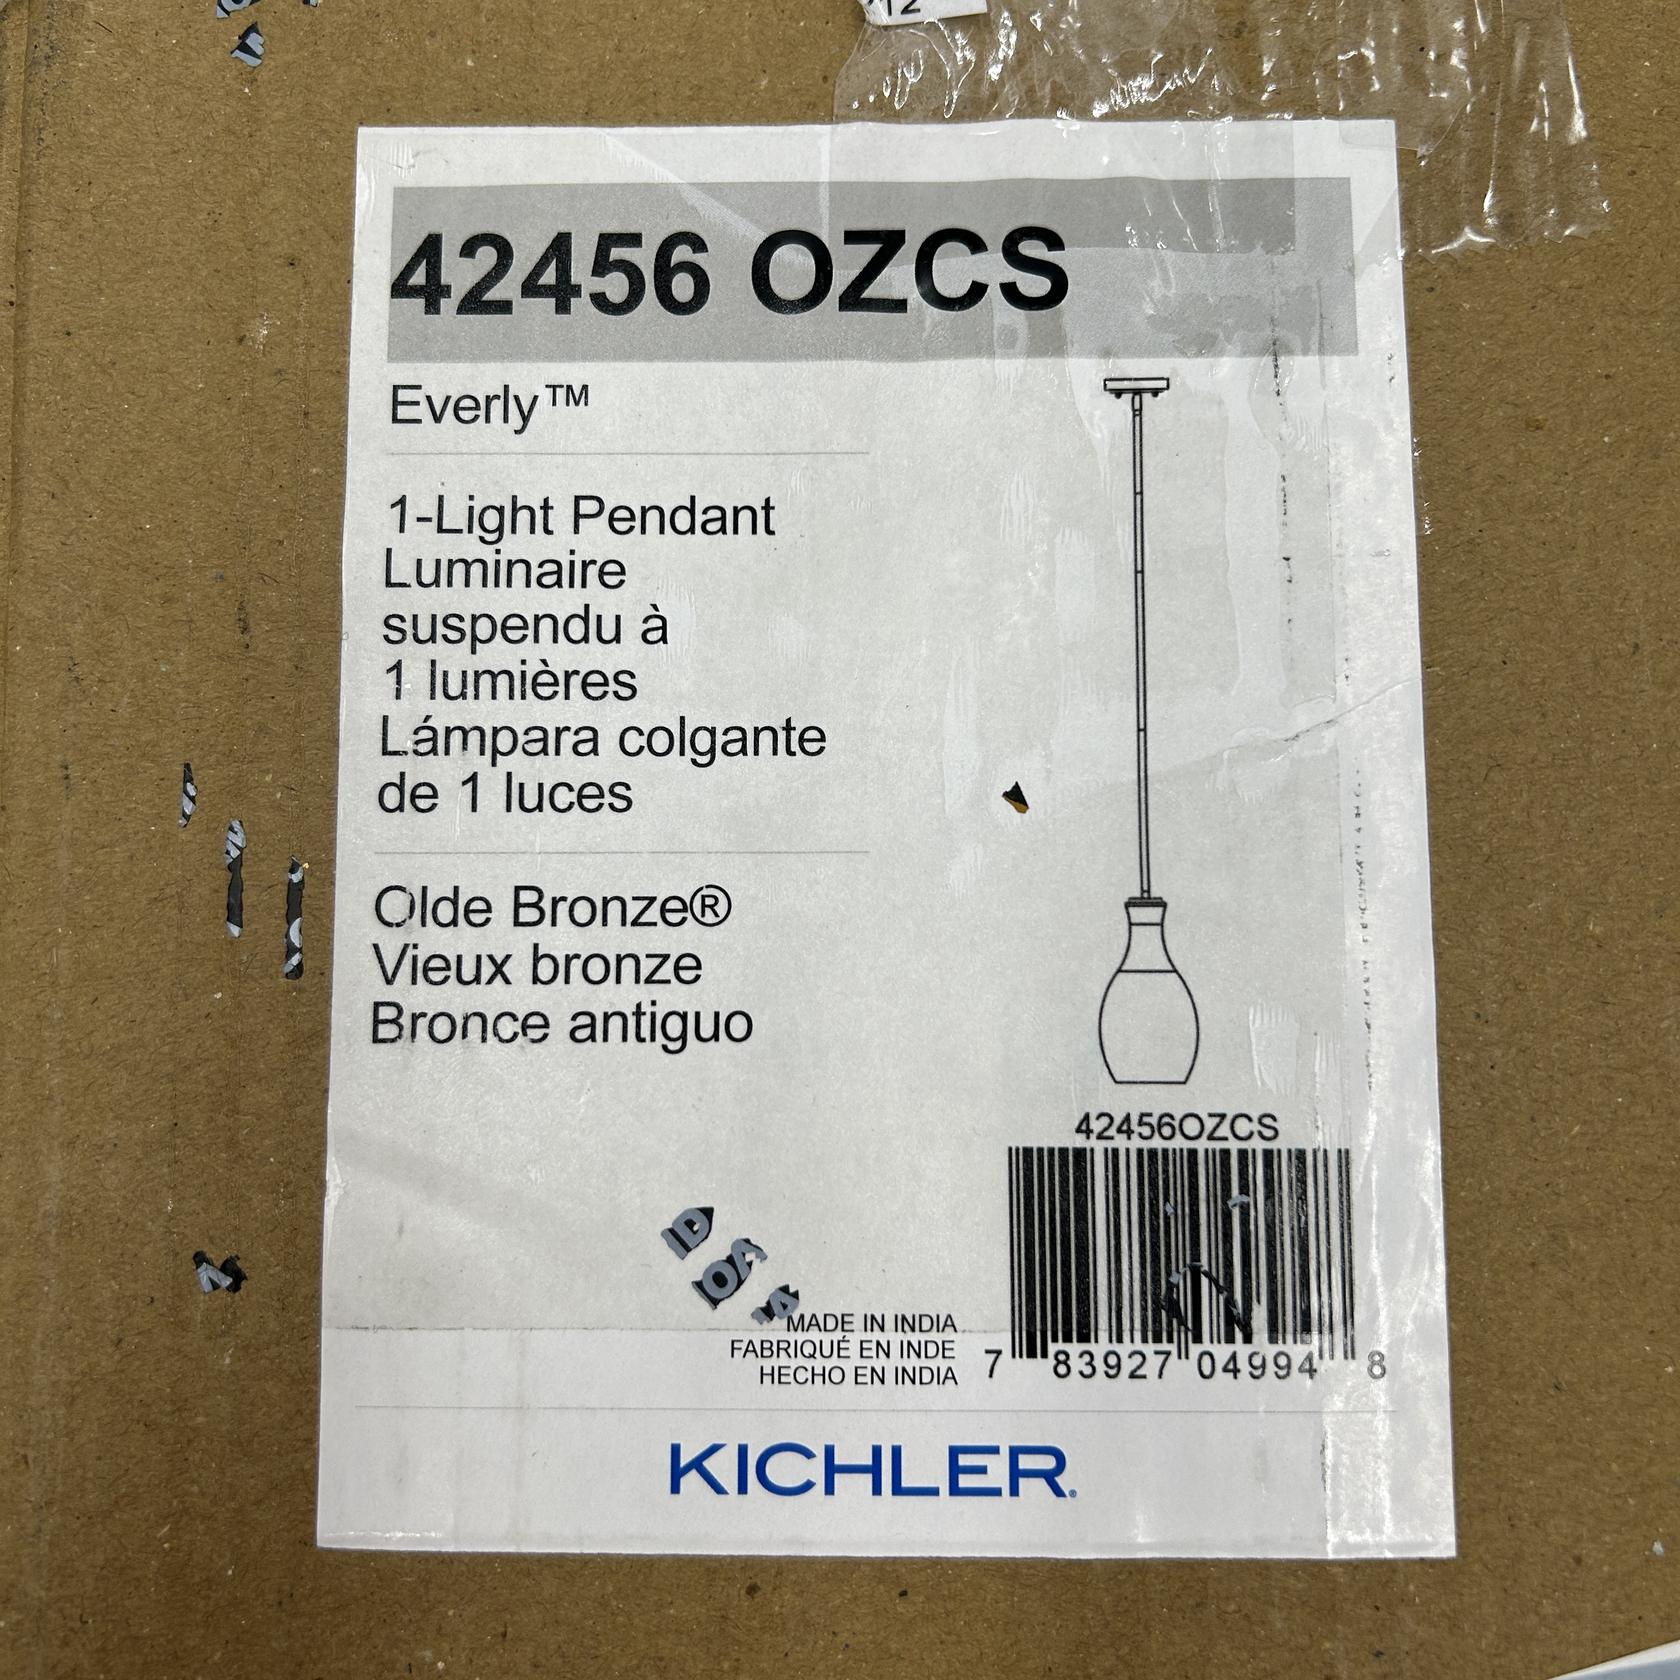 12
42456 OZCS
Everly™
1-Light Pendant
Luminaire
suspendu à
1 lumières
Lámpara colgante
de 1 luces
Olde Bronze®
Vieux bronze
Bronce antiguo
42456OZCS
MADE IN INDIA
FABRIQUÉ EN INDE
HECHO EN INDIA
7 83927 04994 8
KICHLER®